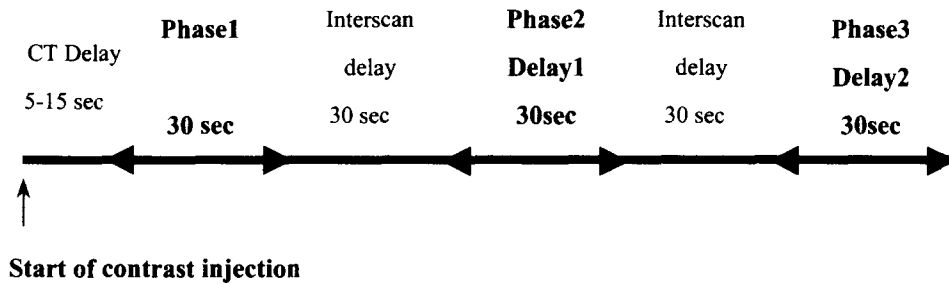 CT Delay
5-15 sec
Phase1
30 sec
Interscan
delay
30 sec
Phase2
Delay1
30sec
Interscan
delay
30 sec
Phase3
Delay2
30sec
Start of contrast injection